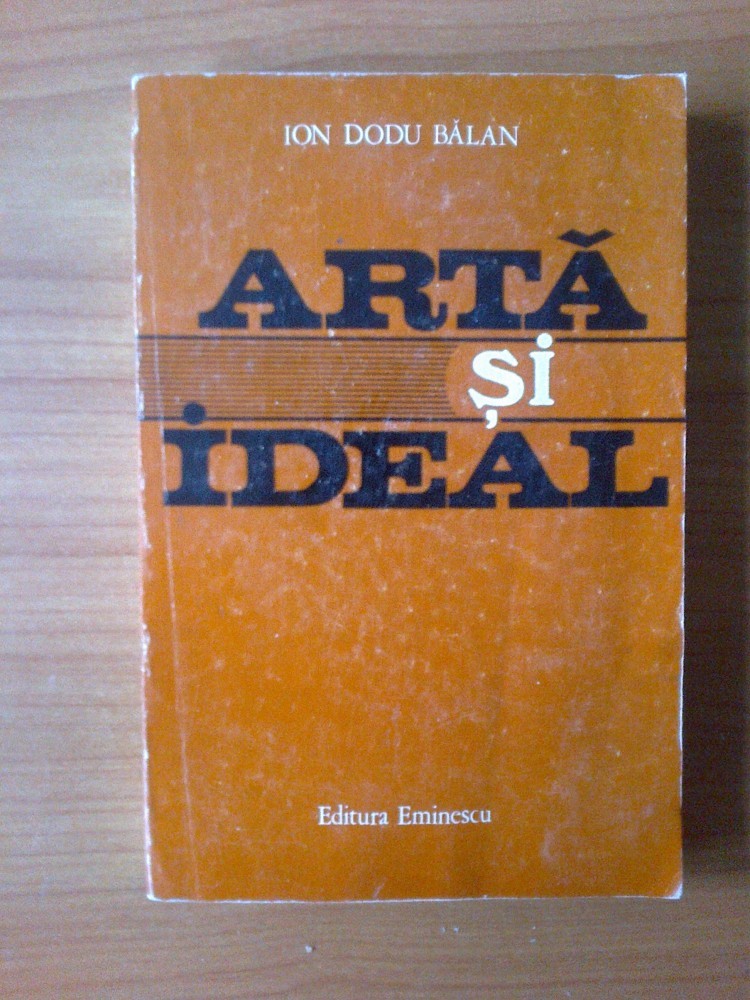 ION DODU BĂLAN
ARTĂ
și
iDEAL
Editura Eminescu